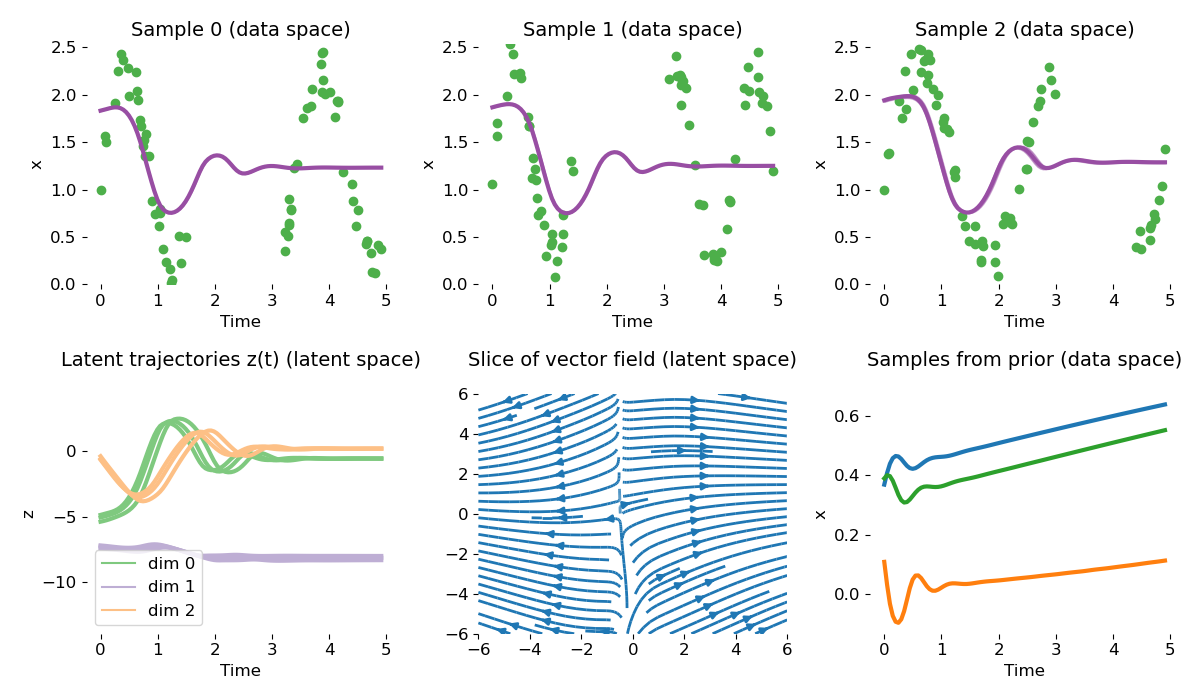 Sample 0 (data space)
2.5
2.0
1.5
1.0
0.5
0.0
x
0 1 2 3 4 5
Time
Sample 1 (data space)
2.5
2.0
1.5
1.0
0.5
0.0
x
0 1 2 3 4 5
Time
Sample 2 (data space)
2.5
2.0
1.5
1.0
0.5
0.0
x
0 1 2 3 4 5
Time
Latent trajectories z(t) (latent space)
0
−5
−10
z
dim 0
dim 1
dim 2
0 1 2 3 4 5
Time
Slice of vector field (latent space)
6
4
2
0
−2
−4
−6
−6 −4 −2 0 2 4 6
Samples from prior (data space)
0.6
0.4
0.2
0.0
x
0 1 2 3 4 5
Time